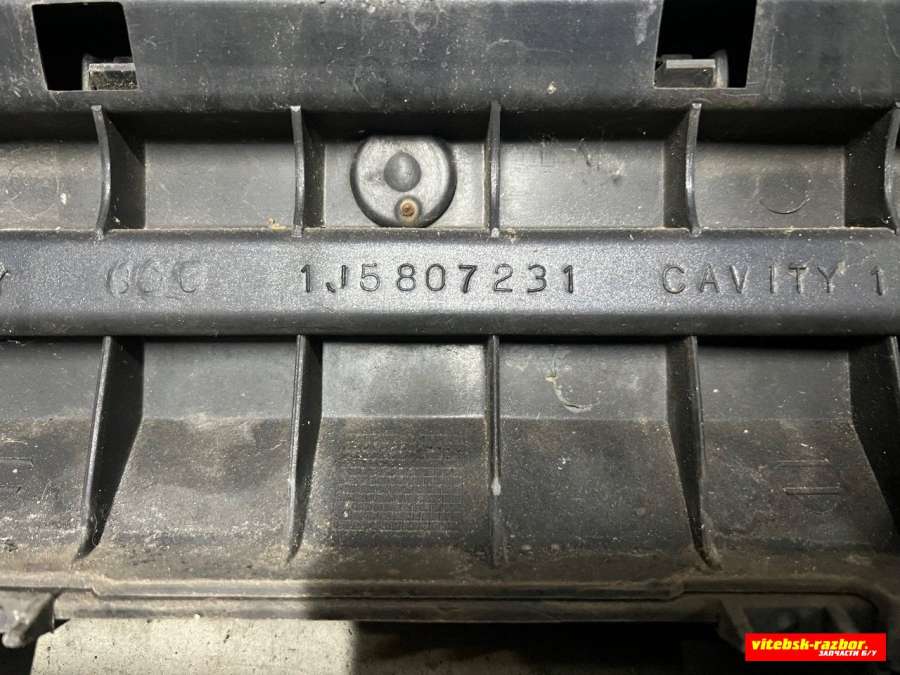 1J5807231 CAVITY 1
vitebsk-razbor.
ЗАПЧАСТИ Б/У